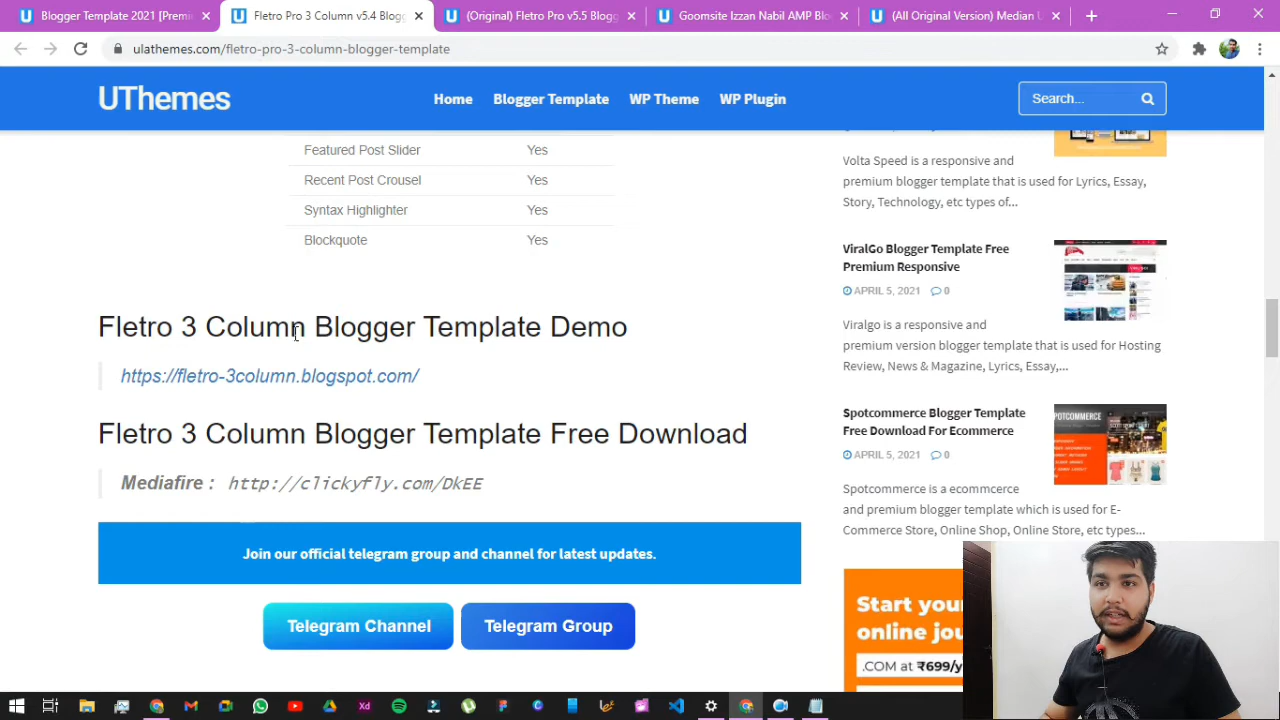 Blogger Template 2021 [Premi
Fletro Pro 3 Column v5.4 Blogg
(Original) Fletro Pro v5.5 Blogg
Goomsite Izzan Nabil AMP Blo
(All Original Version) Median U
ulathemes.com/fletro-pro-3-column-blogger-template
UThemes
Home
Blogger Template
WP Theme
WP Plugin
Search...
Featured Post Slider Yes
Recent Post Crousel Yes
Syntax Highlighter Yes
Blockquote Yes
Fletro 3 Column Blogger Template Demo
https://fletro-3column.blogspot.com/
Fletro 3 Column Blogger Template Free Download
Mediafire : http://clickyfly.com/DkEE
Join our official telegram group and channel for latest updates.
Telegram Channel
Telegram Group
Volta Speed is a responsive and
premium blogger template that is used for Lyrics, Essay,
Story, Technology, etc types of...
ViralGo Blogger Template Free
Premium Responsive
APRIL 5, 2021 0
Viralgo is a responsive and
premium version blogger template that is used for Hosting
Review, News & Magazine, Lyrics, Essay,...
Spotcommerce Blogger Template
Free Download For Ecommerce
APRIL 5, 2021 0
SPOTCOMMERCE
Spotcommerce is a ecommcerce
and premium blogger template which is used for E-
Commerce Store, Online Shop, Online Store, etc types...
Start your
online jou
.COM at ₹699/y